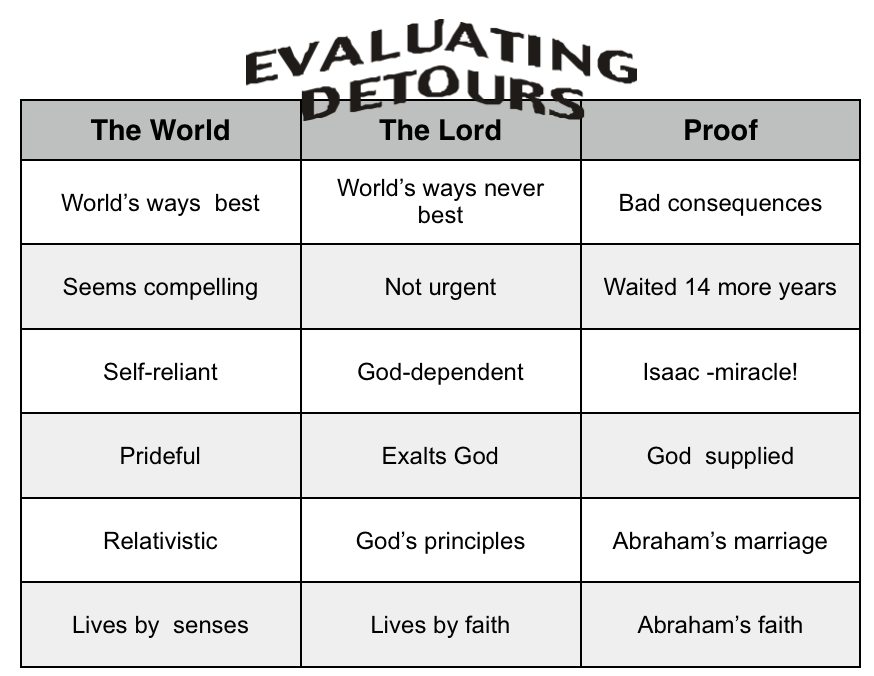 EVALUATING
DETOURS
The World
The Lord
Proof
World's ways  best
World's ways never
best
Bad consequences
Seems compelling
Not urgent
Waited 14 more years
Self-reliant
God-dependent
Isaac -miracle!
Prideful
Exalts God
God  supplied
Relativistic
God's principles
Abraham's marriage
Lives by  senses
Lives by faith
Abraham's faith